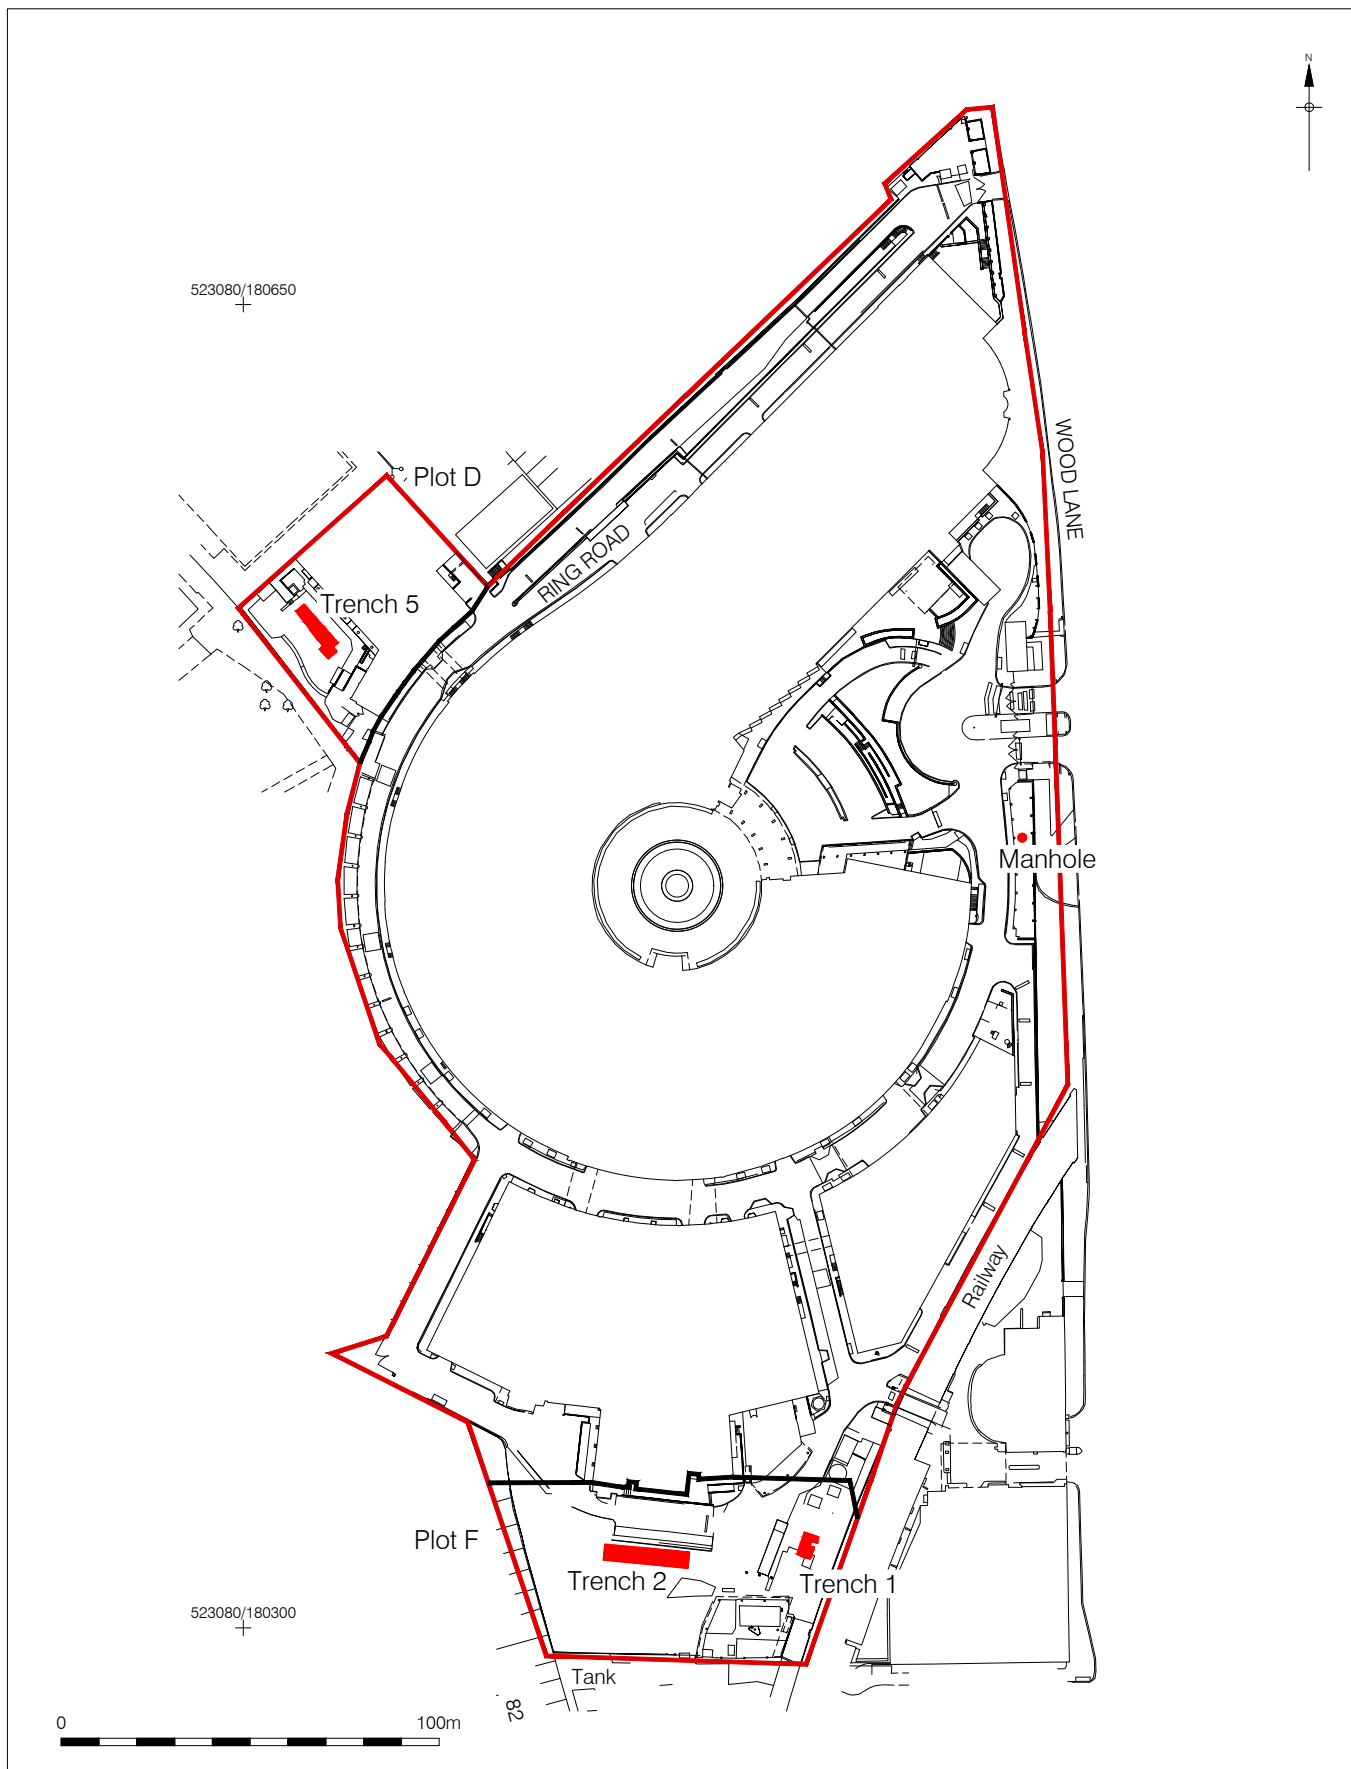 N
523080/180650
WOOD LANE
Plot D
RING ROAD
Trench 5
Manhole
Railway
Plot F
Trench 2
Trench 1
523080/180300
Tank
82
0
100m